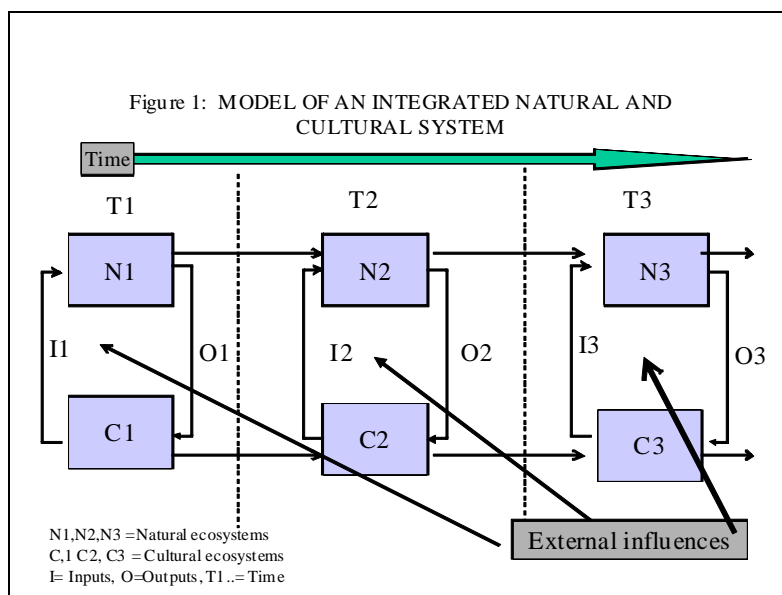 Figure 1: MODEL OF AN INTEGRATED NATURAL AND
CULTURAL SYSTEM
Time
T1
T2
T3
N1
N2
N3
I1
O1
I2
O2
I3
O3
C1
C2
C3
N1,N2,N3 =Natural ecosystems
C,1 C2, C3 = Cultural ecosystems
I= Inputs, O=Outputs, T1 ..= Time
External influences